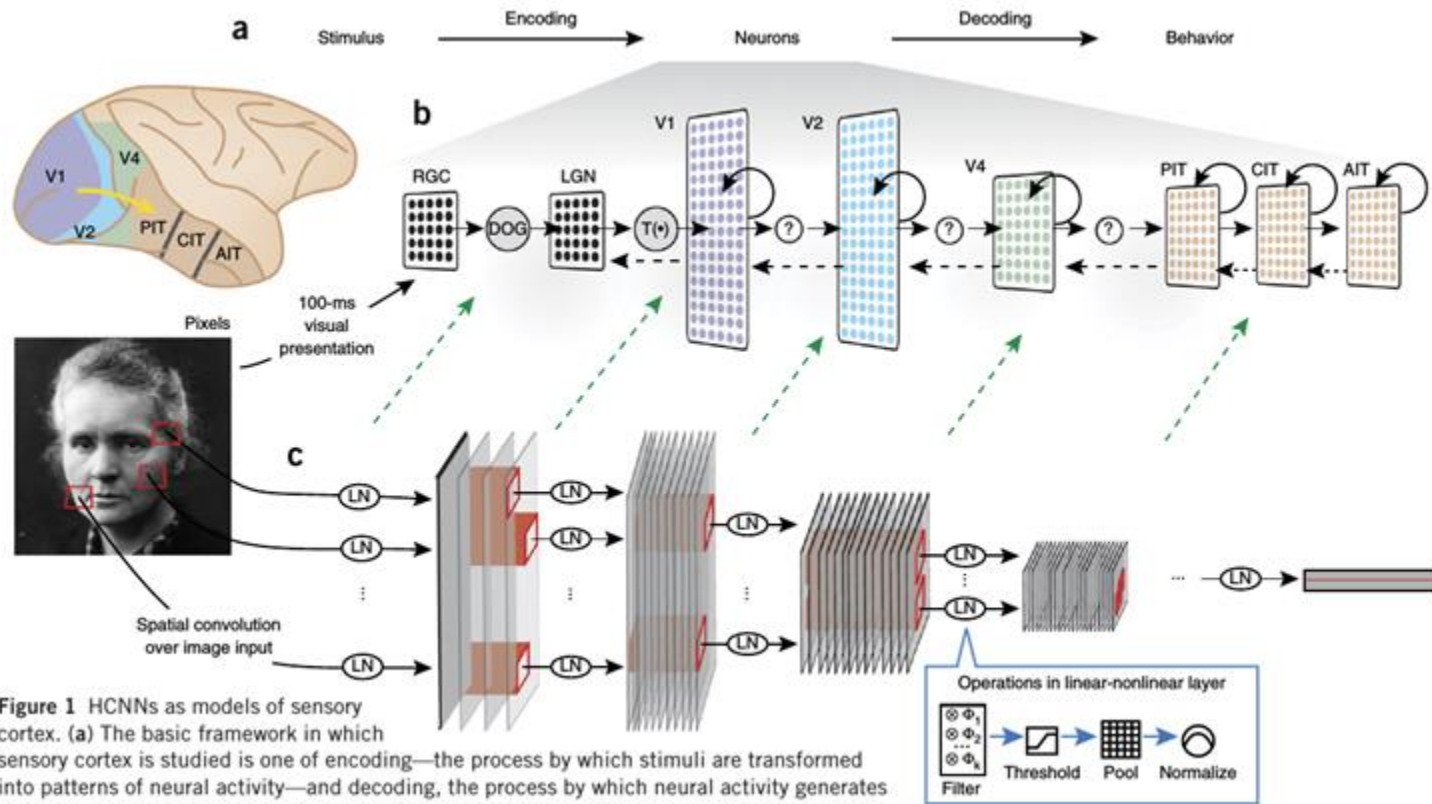 a
Stimulus
Encoding
Neurons
Decoding
Behavior
V1
V2
V4
PIT
CIT
AIT
b
RGC
DOG
LGN
T(•)
V1
?
V2
?
V4
?
PIT
CIT
AIT
Pixels
100-ms
visual
presentation
c
LN
LN
LN
LN
LN
LN
LN
LN
LN
LN
...
LN
Spatial convolution
over image input
Operations in linear-nonlinear layer
⊗ Φ1
⊗ Φ2
...
⊗ Φk
Filter
Threshold
Pool
Normalize
Figure 1 HCNNs as models of sensory
cortex. (a) The basic framework in which
sensory cortex is studied is one of encoding—the process by which stimuli are transformed
into patterns of neural activity—and decoding, the process by which neural activity generates